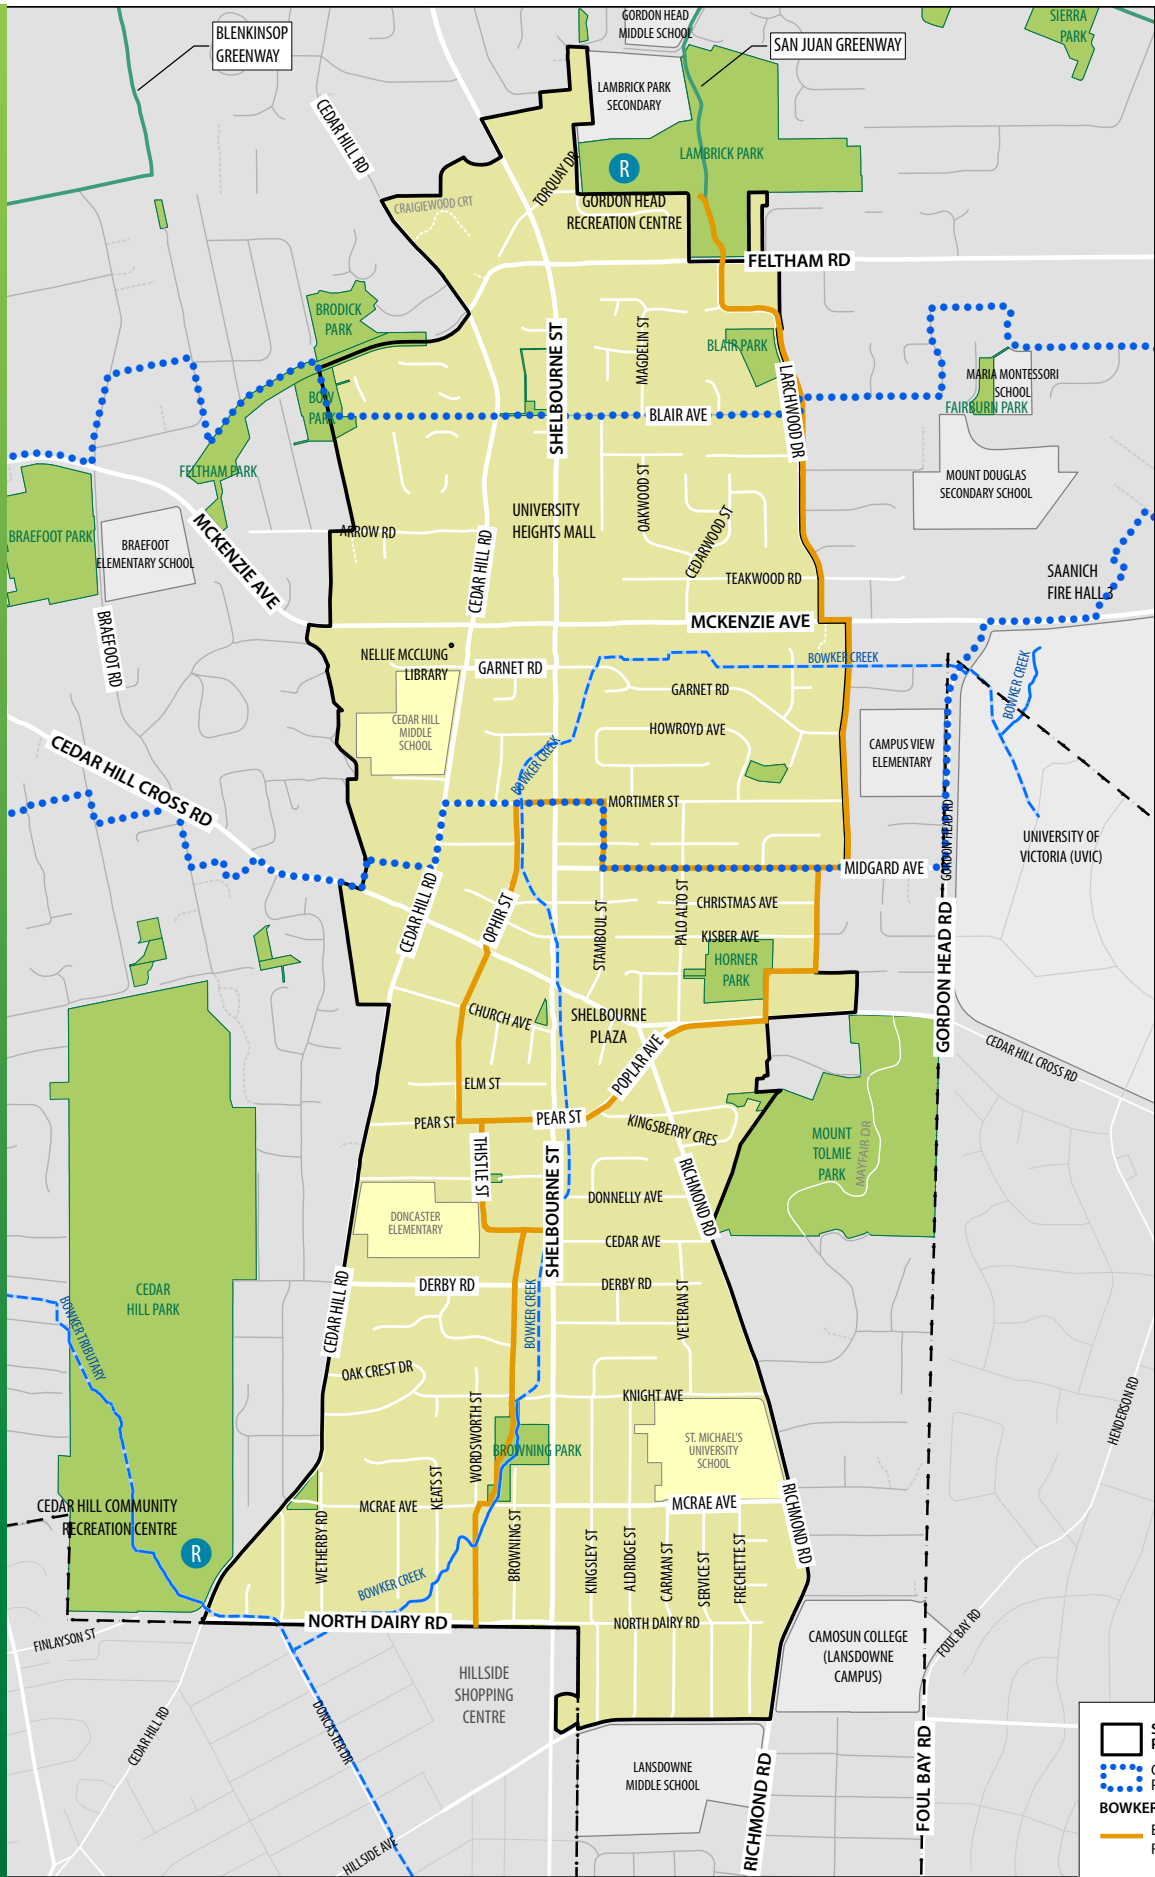 GORDON HEAD
MIDDLE SCHOOL
SIERRA
PARK
BLENKINSOP
GREENWAY
SAN JUAN GREENWAY
LAMBRICK PARK
SECONDARY
CEDAR HILL RD
LAMBRICK PARK
R
TORQUAY DR
CRAIGIEWOOD CRT
GORDON HEAD
RECREATION CENTRE
FELTHAM RD
BRODICK
PARK
SHELBOURNE ST
MAGDELIN ST
BLAIR PARK
LARCHWOOD DR
MARIA MONTESSORI
SCHOOL
FAIRBURN PARK
BOW
PARK
BLAIR AVE
FELTHAM PARK
MOUNT DOUGLAS
SECONDARY SCHOOL
OAKWOOD ST
UNIVERSITY
HEIGHTS MALL
BRAEFOOT PARK
BRAEFOOT
ELEMENTARY SCHOOL
MCKENZIE AVE
ARROW RD
CEDAR HILL RD
CEDARWOOD ST
TEAKWOOD RD
SAANICH
FIRE HALL 3
BRAEFOOT RD
MCKENZIE AVE
NELLIE MCCLUNG
LIBRARY
GARNET RD
BOWKER CREEK
BOWKER CREEK
GARNET RD
CEDAR HILL
MIDDLE
SCHOOL
HOWROYD AVE
CAMPUS VIEW
ELEMENTARY
CEDAR HILL CROSS RD
BOWKER CREEK
MORTIMER ST
GORDON HEAD RD
UNIVERSITY OF
VICTORIA (UVIC)
MIDGARD AVE
CEDAR HILL RD
OPHIR ST
STAMBOUL ST
PALO ALTO ST
CHRISTMAS AVE
KISBER AVE
HORNER
PARK
GORDON HEAD RD
CHURCH AVE
SHELBOURNE
PLAZA
CEDAR HILL CROSS RD
POPLAR AVE
ELM ST
PEAR ST
PEAR ST
KINGSBERRY CRES
MOUNT
TOLMIE
PARK
MAYFAIR DR
THISTLE ST
SHELBOURNE ST
RICHMOND RD
DONNELLY AVE
DONCASTER
ELEMENTARY
CEDAR AVE
CEDAR
HILL PARK
BOWKER TRIBUTARY
CEDAR HILL RD
DERBY RD
BOWKER CREEK
DERBY RD
VETERAN ST
OAK CREST DR
WORDSWORTH ST
KNIGHT AVE
HENDERSON RD
BROWNING PARK
ST. MICHAEL'S
UNIVERSITY
SCHOOL
KEATS ST
CEDAR HILL COMMUNITY
RECREATION CENTRE
R
MCRAE AVE
MCRAE AVE
RICHMOND RD
WETHERBY RD
BROWNING ST
KINGSLEY ST
ALDRIDGE ST
CARMAN ST
SERVICE ST
FRECHETTE ST
BOWKER CREEK
NORTH DAIRY RD
NORTH DAIRY RD
FINLAYSON ST
CAMOSUN COLLEGE
(LANSDOWNE
CAMPUS)
FOUL BAY RD
HILLSIDE
SHOPPING
CENTRE
CEDAR HILL RD
DONCASTER DR
LANSDOWNE
MIDDLE SCHOOL
RICHMOND RD
FOUL BAY RD
HILLSIDE AVE
BOWKER